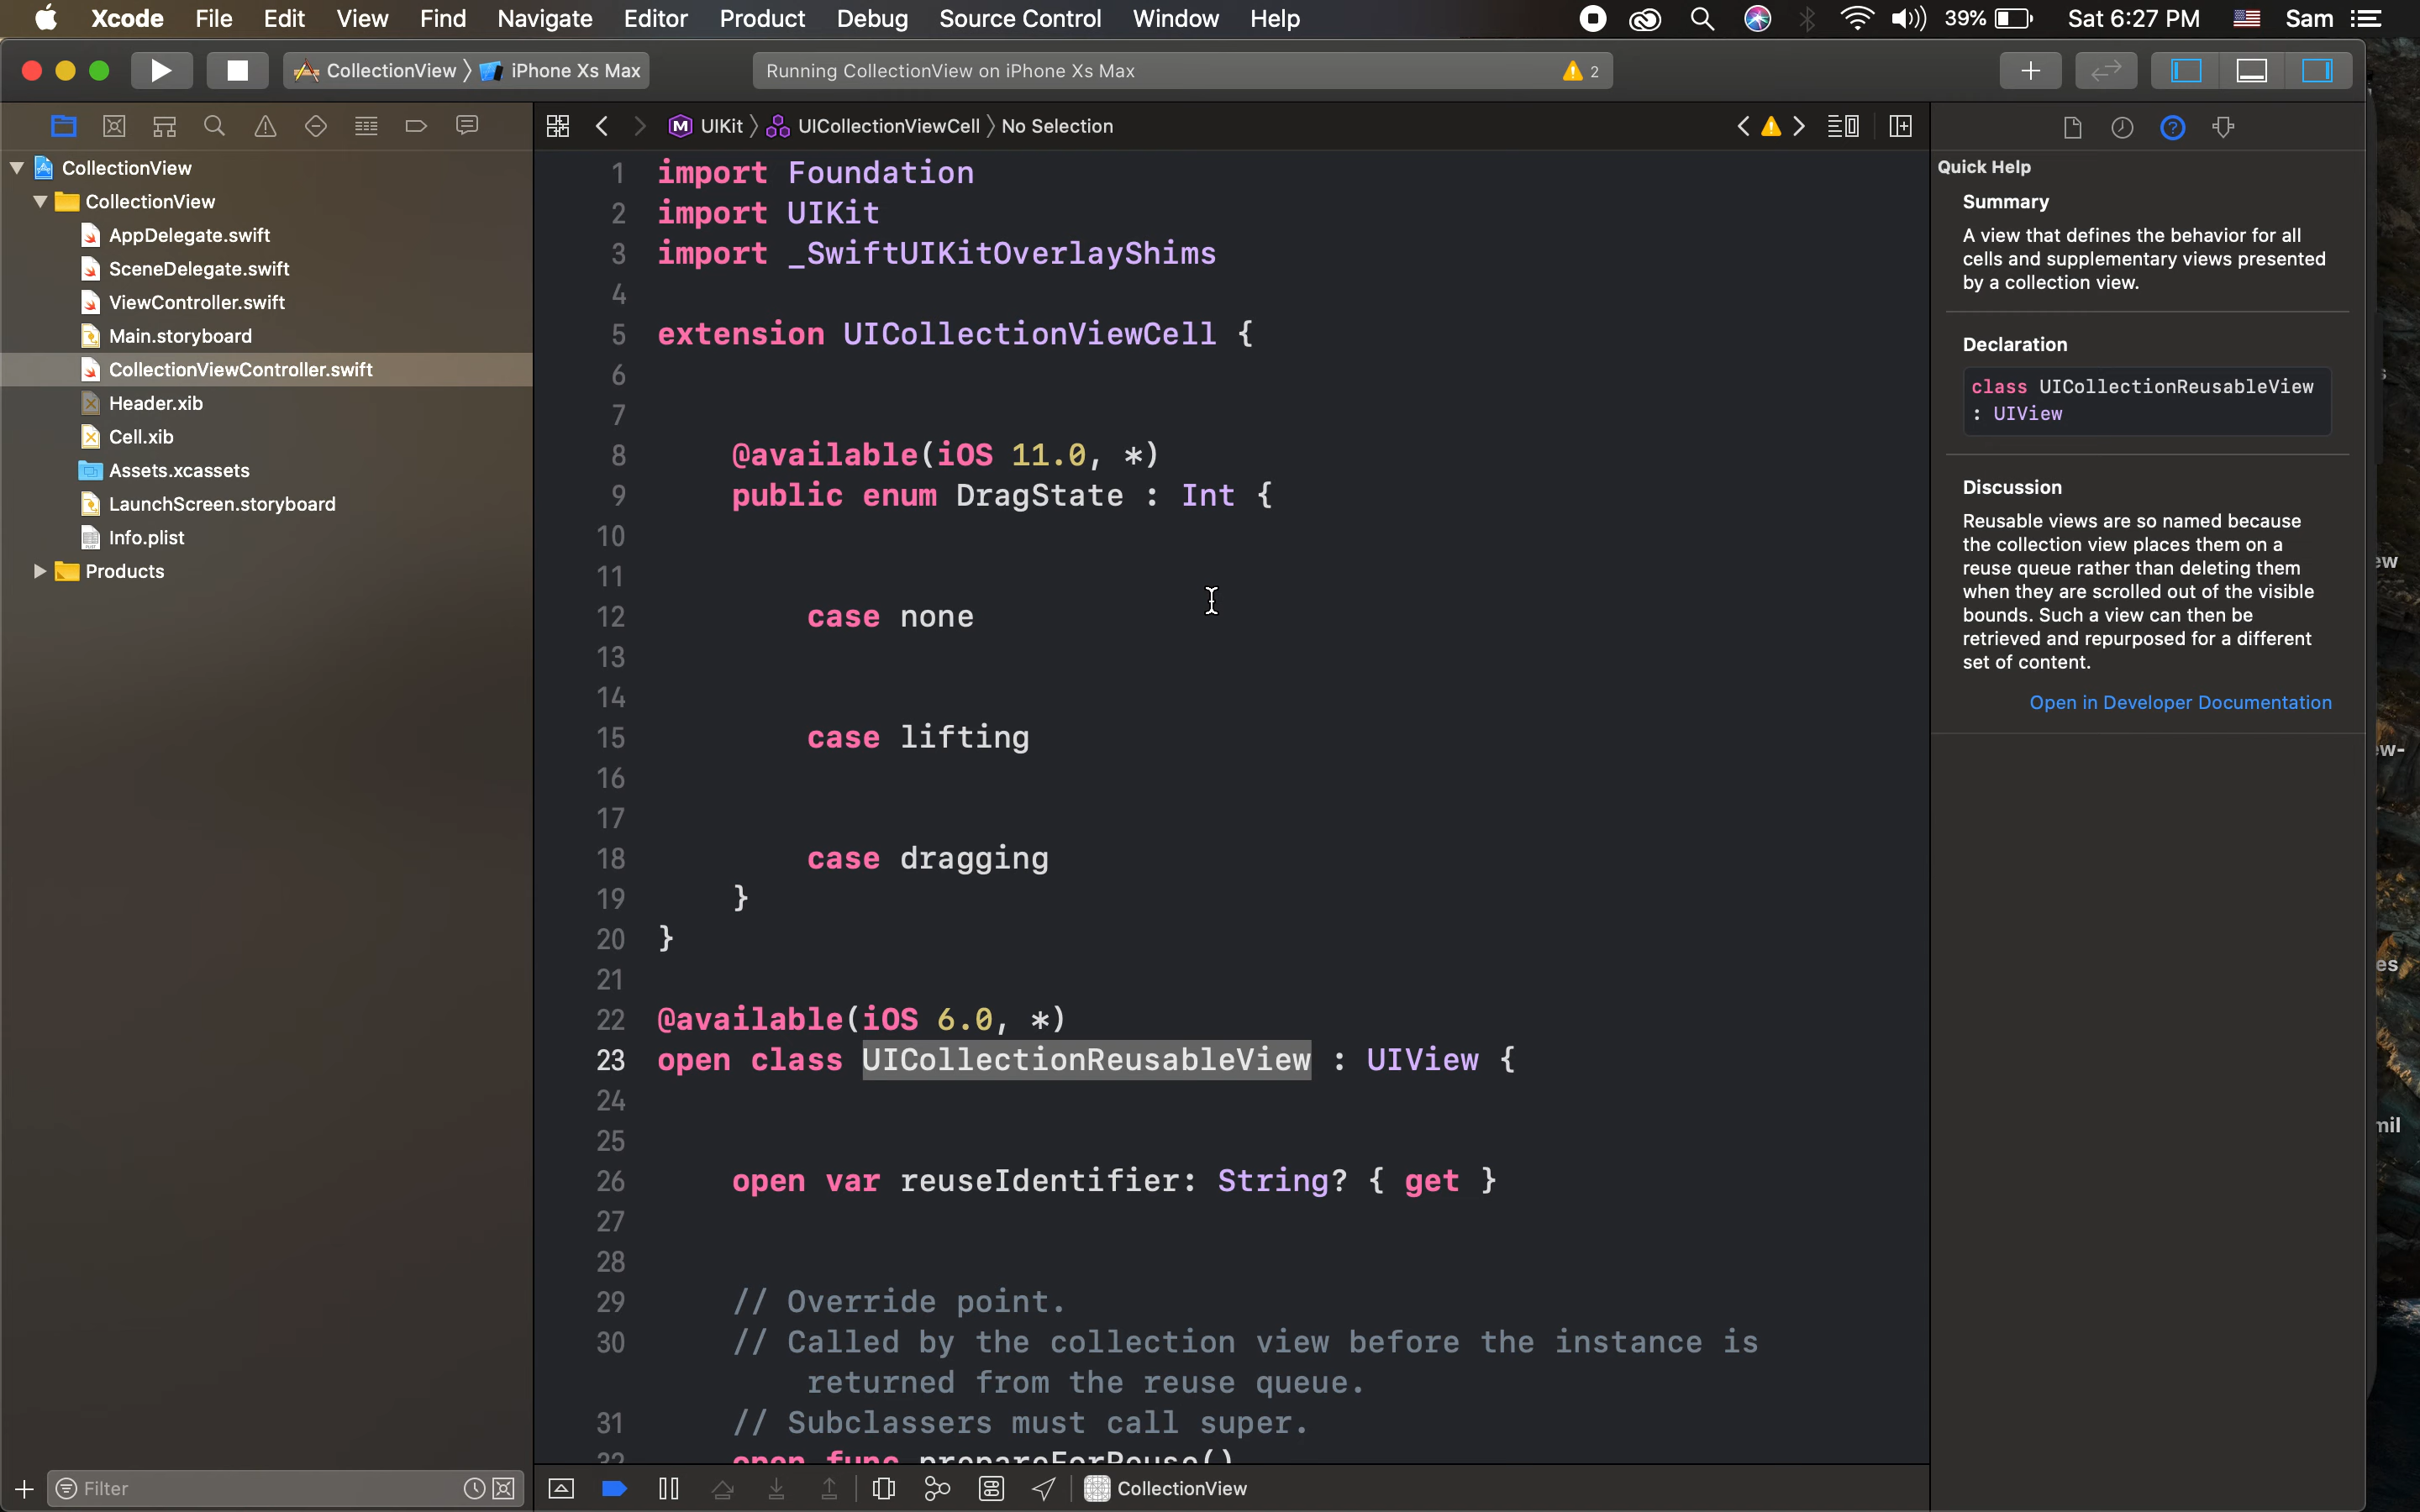 Xcode File Edit View Find Navigate Editor Product Debug Source Control Window Help 39% Sat 6:27 PM Sam
CollectionView iPhone Xs Max Running CollectionView on iPhone Xs Max 2
UIKit UICollectionViewCell No Selection
CollectionView
CollectionView
AppDelegate.swift
SceneDelegate.swift
ViewController.swift
Main.storyboard
CollectionViewController.swift
Header.xib
Cell.xib
Assets.xcassets
LaunchScreen.storyboard
Info.plist
Products
Filter
1 import Foundation
2 import UIKit
3 import _SwiftUIKitOverlayShims
4
5 extension UICollectionViewCell {
6
7
8 @available(iOS 11.0, *)
9 public enum DragState : Int {
10
11
12 case none
13
14
15 case lifting
16
17
18 case dragging
19 }
20 }
21
22 @available(iOS 6.0, *)
23 open class UICollectionReusableView : UIView {
24
25
26 open var reuseIdentifier: String? { get }
27
28
29 // Override point.
30 // Called by the collection view before the instance is
returned from the reuse queue.
31 // Subclassers must call super.
32 open func prepareForReuse()
CollectionView
Quick Help
Summary
A view that defines the behavior for all
cells and supplementary views presented
by a collection view.
Declaration
class UICollectionReusableView
: UIView
Discussion
Reusable views are so named because
the collection view places them on a
reuse queue rather than deleting them
when they are scrolled out of the visible
bounds. Such a view can then be
retrieved and repurposed for a different
set of content.
Open in Developer Documentation